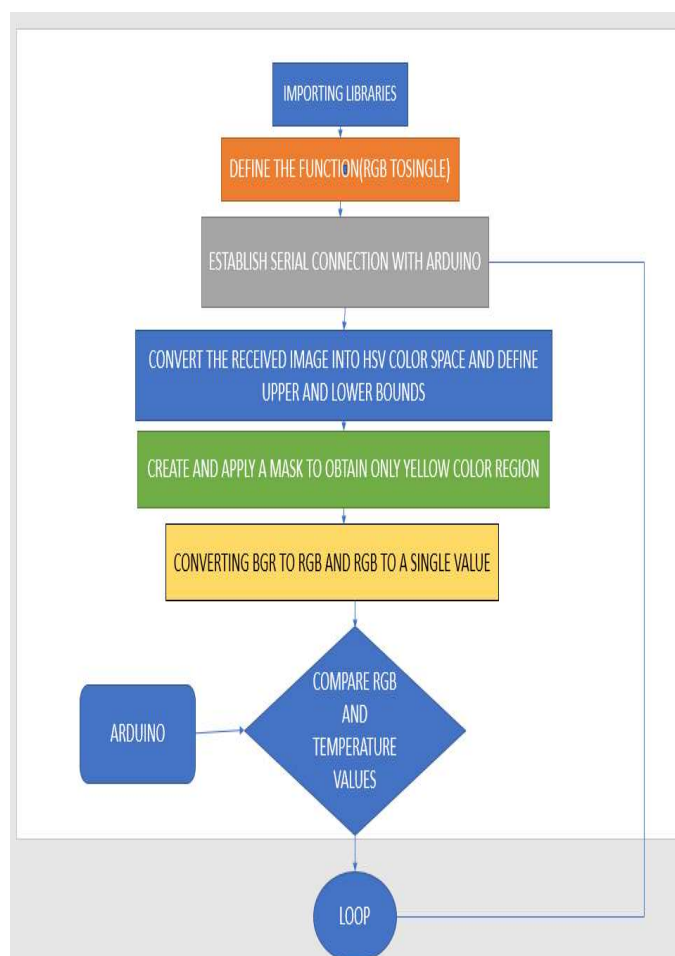 IMPORTING LIBRARIES
DEFINE THE FUNCTION(RGB TOSINGLE)
ESTABLISH SERIAL CONNECTION WITH ARDUINO
CONVERT THE RECEIVED IMAGE INTO HSV COLOR SPACE AND DEFINE
UPPER AND LOWER BOUNDS
CREATE AND APPLY A MASK TO OBTAIN ONLY YELLOW COLOR REGION
CONVERTING BGR TO RGB AND RGB TO A SINGLE VALUE
COMPARE RGB
AND
TEMPERATURE
VALUES
ARDUINO
LOOP